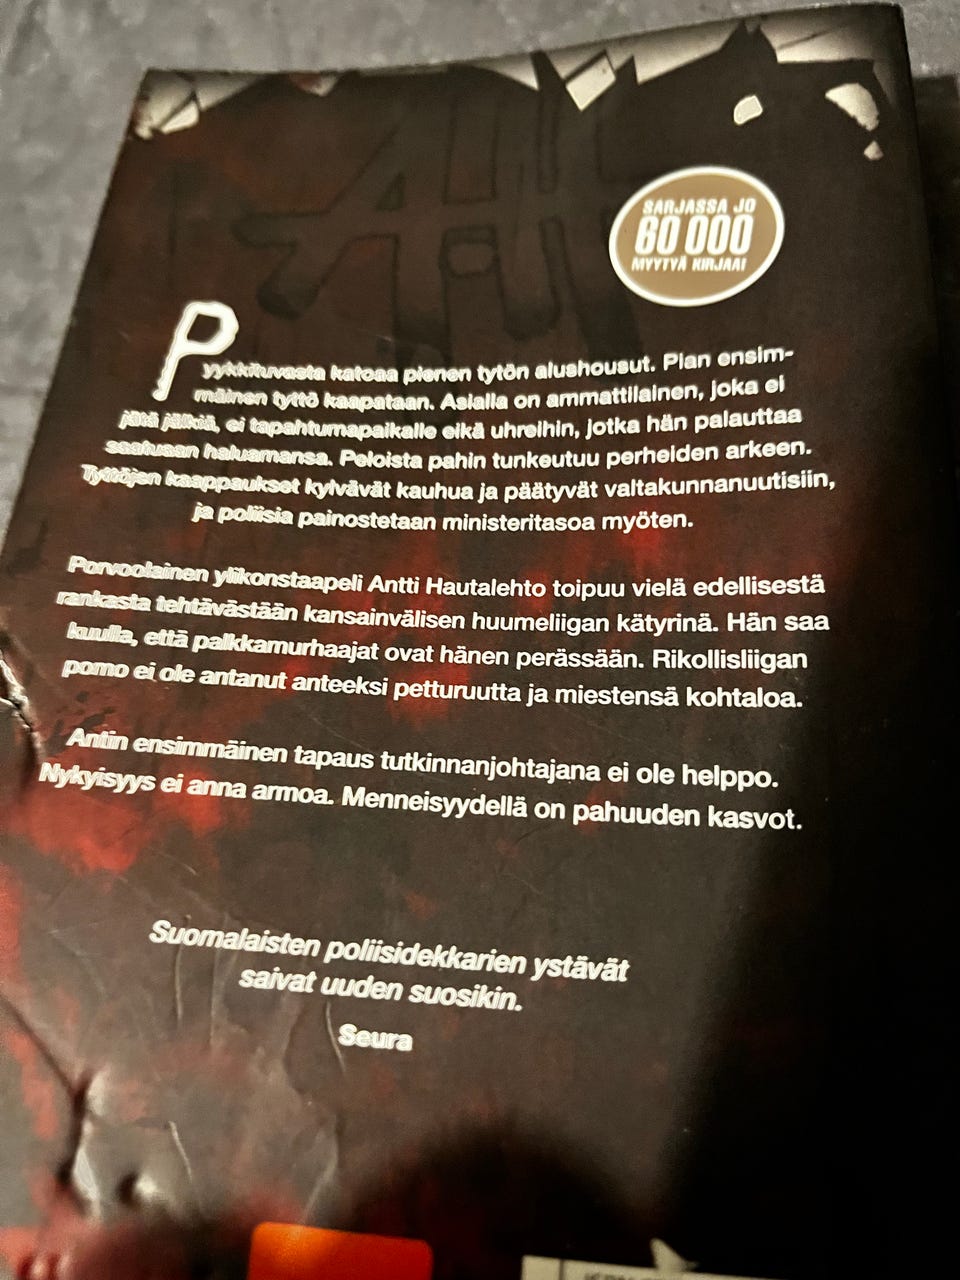 AH
SARJASSA JO
60 000
MYYTYÄ KIRJAA!
Pyykkituvasta katoaa pienen tytön alushousut. Pian ensim-
mäinen tyttö kaapataan. Asialla on ammattilainen, joka ei
jätä jälkiä, ei tapahtumapaikalle eikä uhreihin, jotka hän palauttaa
saatuaan haluamansa. Peloista pahin tunkeutuu perheiden arkeen.
Tyttöjen kaappaukset kylvävät kauhua ja päätyvät valtakunnanuutisiin,
ja poliisia painostetaan ministeritasoa myöten.
Porvoolainen ylikonstaapeli Antti Hautalehto toipuu vielä edellisestä
rankasta tehtävästään kansainvälisen huumeliigan kätyrinä. Hän saa
kuulla, että palkkamurhaajat ovat hänen perässään. Rikollisliigan
pomo ei ole antanut anteeksi petturuutta ja miestensä kohtaloa.
Antin ensimmäinen tapaus tutkinnanjohtajana ei ole helppo.
Nykyisyys ei anna armoa. Menneisyydellä on pahuuden kasvot.
Suomalaisten poliisidekkarien ystävät
saivat uuden suosikin.
Seura